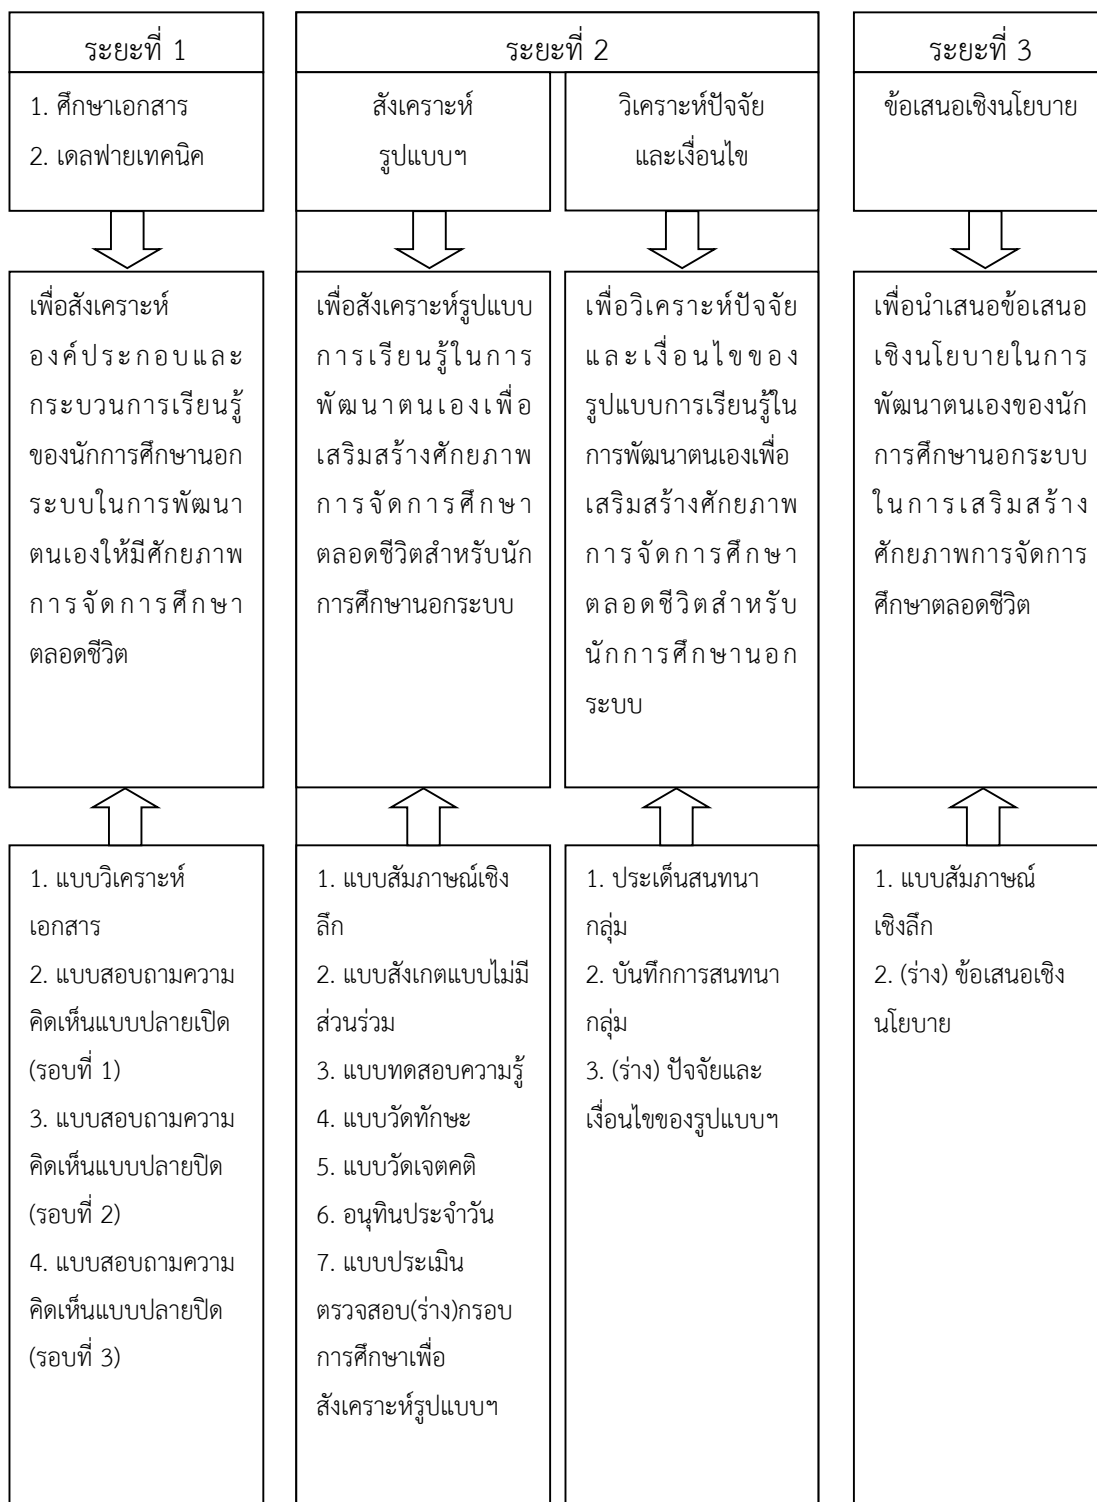 ระยะที่ 1
1. ศึกษาเอกสาร
2. เดลฟายเทคนิค
เพื่อสังเคราะห์
องค์ประกอบและ
กระบวนการเรียนรู้
ของนักการศึกษานอก
ระบบในการพัฒนา
ตนเองให้มีศักยภาพ
การจัดการศึกษา
ตลอดชีวิต
1. แบบวิเคราะห์
เอกสาร
2. แบบสอบถามความ
คิดเห็นแบบปลายเปิด
(รอบที่ 1)
3. แบบสอบถามความ
คิดเห็นแบบปลายปิด
(รอบที่ 2)
4. แบบสอบถามความ
คิดเห็นแบบปลายปิด
(รอบที่ 3)
ระยะที่ 2
สังเคราะห์
รูปแบบฯ
เพื่อสังเคราะห์รูปแบบ
การเรียนรู้ในการ
พัฒนาตนเองเพื่อ
เสริมสร้างศักยภาพ
การจัดการศึกษา
ตลอดชีวิตสำหรับนัก
การศึกษานอกระบบ
1. แบบสัมภาษณ์เชิง
ลึก
2. แบบสังเกตแบบไม่มี
ส่วนร่วม
3. แบบทดสอบความรู้
4. แบบวัดทักษะ
5. แบบวัดเจตคติ
6. อนุทินประจำวัน
7. แบบประเมิน
ตรวจสอบ(ร่าง)กรอบ
การศึกษาเพื่อ
สังเคราะห์รูปแบบฯ
วิเคราะห์ปัจจัย
และเงื่อนไข
เพื่อวิเคราะห์ปัจจัย
และเงื่อนไขของ
รูปแบบการเรียนรู้ใน
การพัฒนาตนเองเพื่อ
เสริมสร้างศักยภาพ
การจัดการศึกษา
ตลอดชีวิตสำหรับ
นักการศึกษานอก
ระบบ
1. ประเด็นสนทนา
กลุ่ม
2. บันทึกการสนทนา
กลุ่ม
3. (ร่าง) ปัจจัยและ
เงื่อนไขของรูปแบบฯ
ระยะที่ 3
ข้อเสนอเชิงนโยบาย
เพื่อนำเสนอข้อเสนอ
เชิงนโยบายในการ
พัฒนาตนเองของนัก
การศึกษานอกระบบ
ในการเสริมสร้าง
ศักยภาพการจัดการ
ศึกษาตลอดชีวิต
1. แบบสัมภาษณ์
เชิงลึก
2. (ร่าง) ข้อเสนอเชิง
นโยบาย